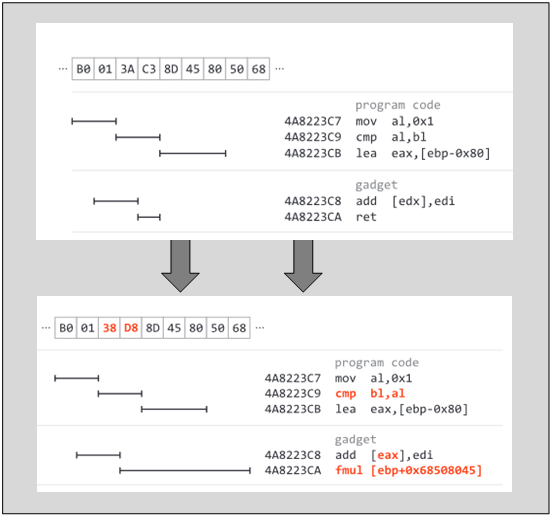 ... B0 01 3A C3 8D 45 80 50 68 ...
program code
4A8223C7 mov al,0x1
4A8223C9 cmp al,bl
4A8223CB lea eax,[ebp-0x80]
gadget
4A8223C8 add [edx],edi
4A8223CA ret
... B0 01 38 D8 8D 45 80 50 68 ...
program code
4A8223C7 mov al,0x1
4A8223C9 cmp bl,al
4A8223CB lea eax,[ebp-0x80]
gadget
4A8223C8 add [eax],edi
4A8223CA fmul [ebp+0x68508045]